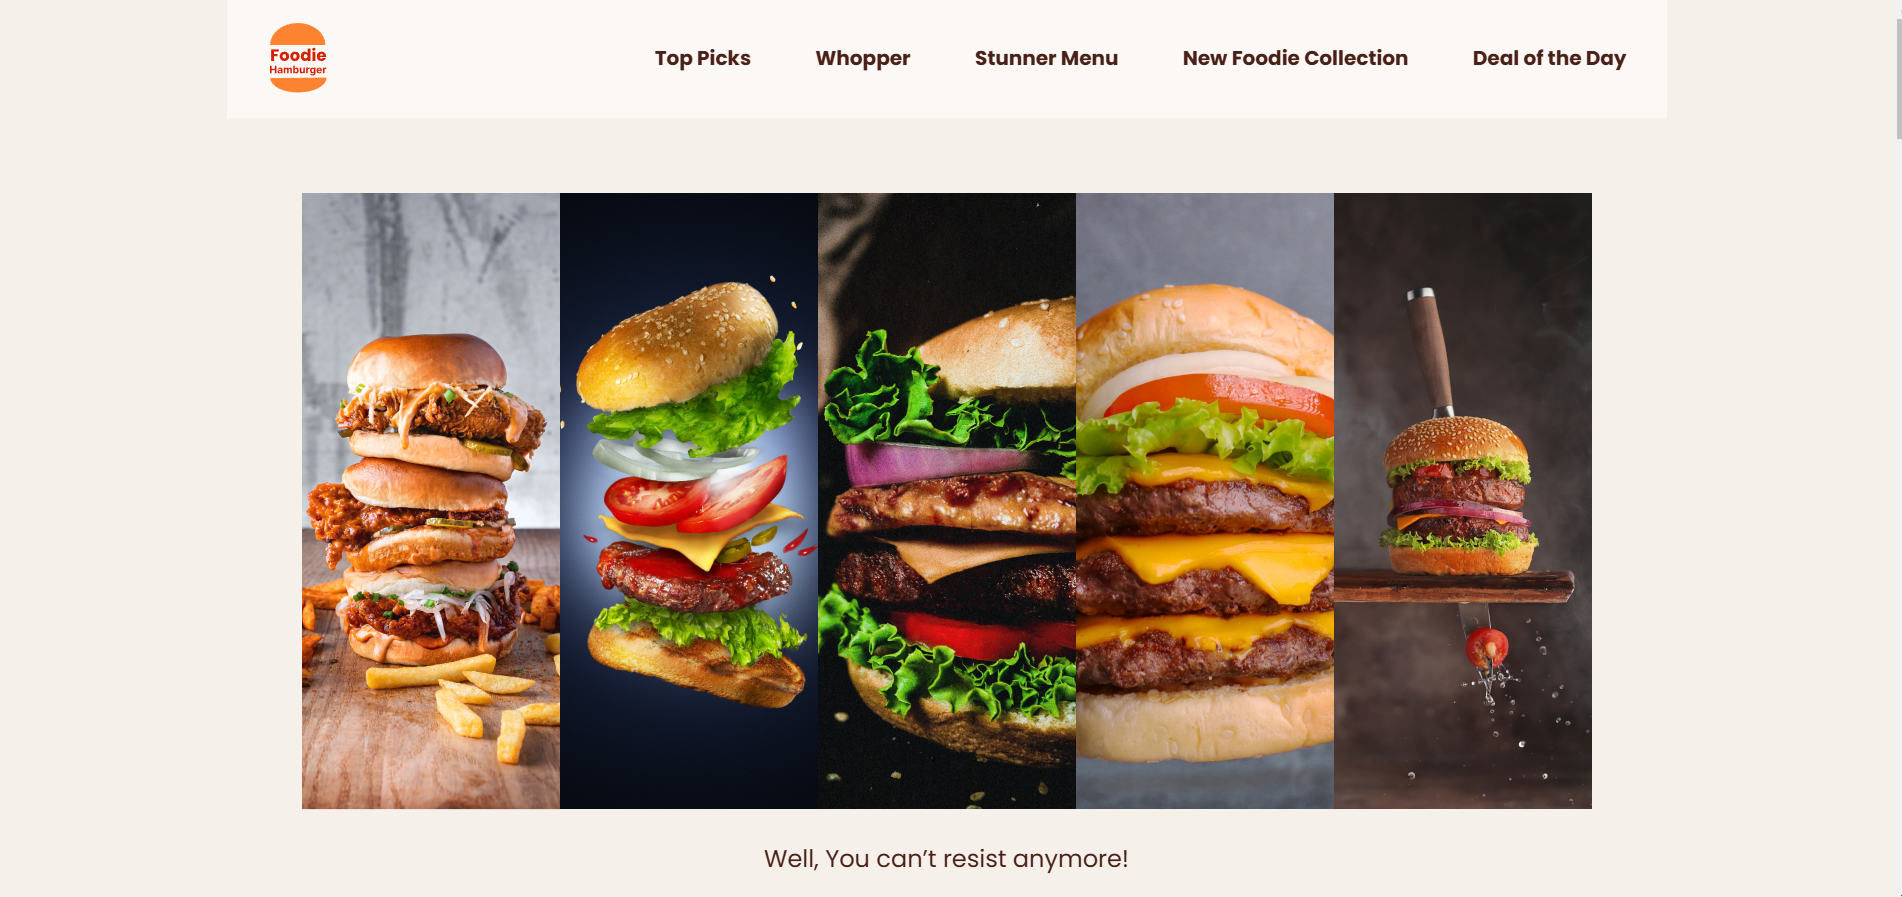 Foodie
Hamburger
Top Picks
Whopper
Stunner Menu
New Foodie Collection
Deal of the Day
Well, You can’t resist anymore!